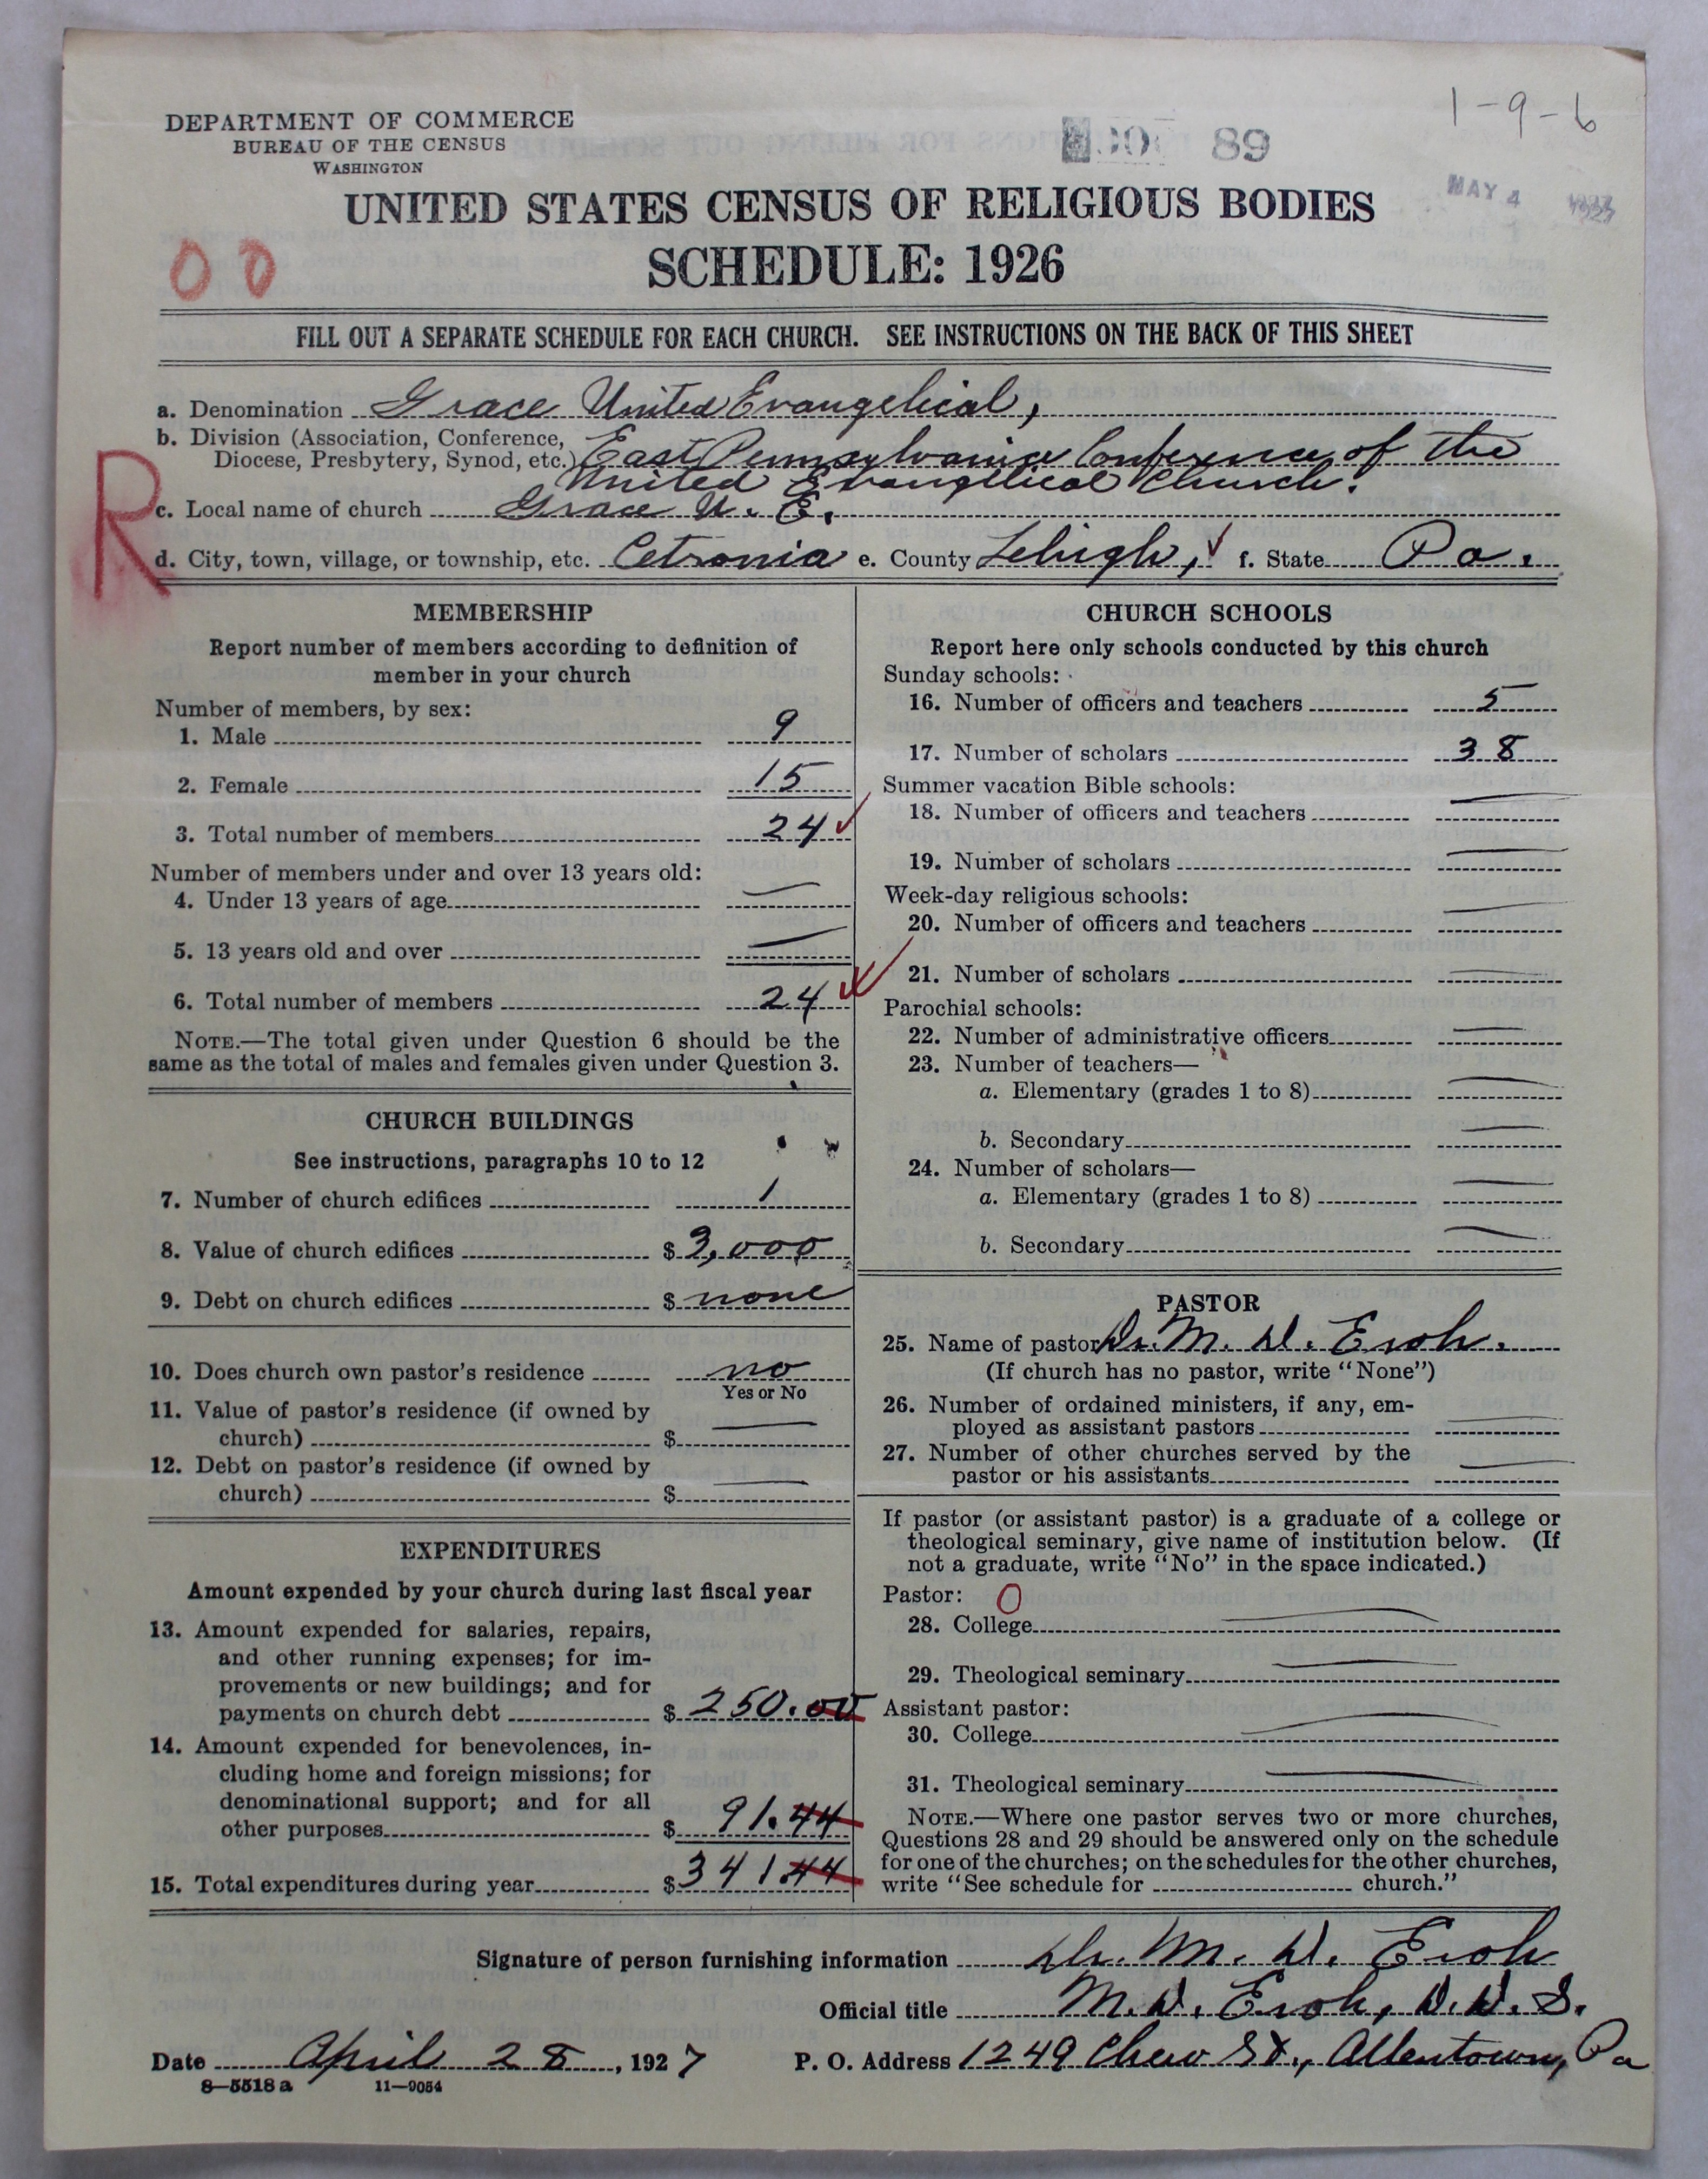 1-9-6
DEPARTMENT OF COMMERCE
BUREAU OF THE CENSUS
WASHINGTON
89
MAY 4 1927
UNITED STATES CENSUS OF RELIGIOUS BODIES
SCHEDULE: 1926
00
FILL OUT A SEPARATE SCHEDULE FOR EACH CHURCH. SEE INSTRUCTIONS ON THE BACK OF THIS SHEET
a. Denomination Grace United Evangelical,
b. Division (Association, Conference,
Diocese, Presbytery, Synod, etc.) East Pennsylvania Conference of the
United Evangelical Church.
R
c. Local name of church Grace U. E.
d. City, town, village, or township, etc. Cetronia e. County Lehigh, f. State Pa.
MEMBERSHIP
Report number of members according to definition of
member in your church
Number of members, by sex:
1. Male 9
2. Female 15
3. Total number of members 24
Number of members under and over 13 years old:
4. Under 13 years of age —
5. 13 years old and over —
6. Total number of members 24
NOTE.—The total given under Question 6 should be the
same as the total of males and females given under Question 3.
CHURCH BUILDINGS
See instructions, paragraphs 10 to 12
7. Number of church edifices 1
8. Value of church edifices $ 3,000
9. Debt on church edifices $ none
10. Does church own pastor's residence no
Yes or No
11. Value of pastor's residence (if owned by
church) $ —
12. Debt on pastor's residence (if owned by
church) $ —
EXPENDITURES
Amount expended by your church during last fiscal year
13. Amount expended for salaries, repairs,
and other running expenses; for im-
provements or new buildings; and for
payments on church debt $ 250.00
14. Amount expended for benevolences, in-
cluding home and foreign missions; for
denominational support; and for all
other purposes $ 91.44
15. Total expenditures during year $ 341.44
CHURCH SCHOOLS
Report here only schools conducted by this church
Sunday schools:
16. Number of officers and teachers 5
17. Number of scholars 38
Summer vacation Bible schools:
18. Number of officers and teachers —
19. Number of scholars —
Week-day religious schools:
20. Number of officers and teachers —
21. Number of scholars —
Parochial schools:
22. Number of administrative officers —
23. Number of teachers—
a. Elementary (grades 1 to 8) —
b. Secondary —
24. Number of scholars—
a. Elementary (grades 1 to 8) —
b. Secondary —
PASTOR
25. Name of pastor Dr. M. D. Eroh.
(If church has no pastor, write "None")
26. Number of ordained ministers, if any, em-
ployed as assistant pastors —
27. Number of other churches served by the
pastor or his assistants —
If pastor (or assistant pastor) is a graduate of a college or
theological seminary, give name of institution below. (If
not a graduate, write "No" in the space indicated.)
Pastor: 0
28. College —
29. Theological seminary —
Assistant pastor:
30. College —
31. Theological seminary —
NOTE.—Where one pastor serves two or more churches,
Questions 28 and 29 should be answered only on the schedule
for one of the churches; on the schedules for the other churches,
write "See schedule for church."
Signature of person furnishing information Dr. M. D. Eroh
Official title M. D. Eroh, D. D. S.
Date April 28, 1927 P. O. Address 1249 Chew St., Allentown, Pa
8—5518 a 11—9054